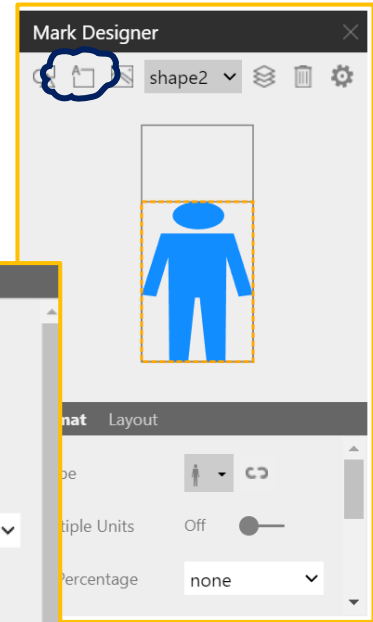 Mark Designer
A
shape2
mat Layout
pe
tiple Units Off
Percentage none